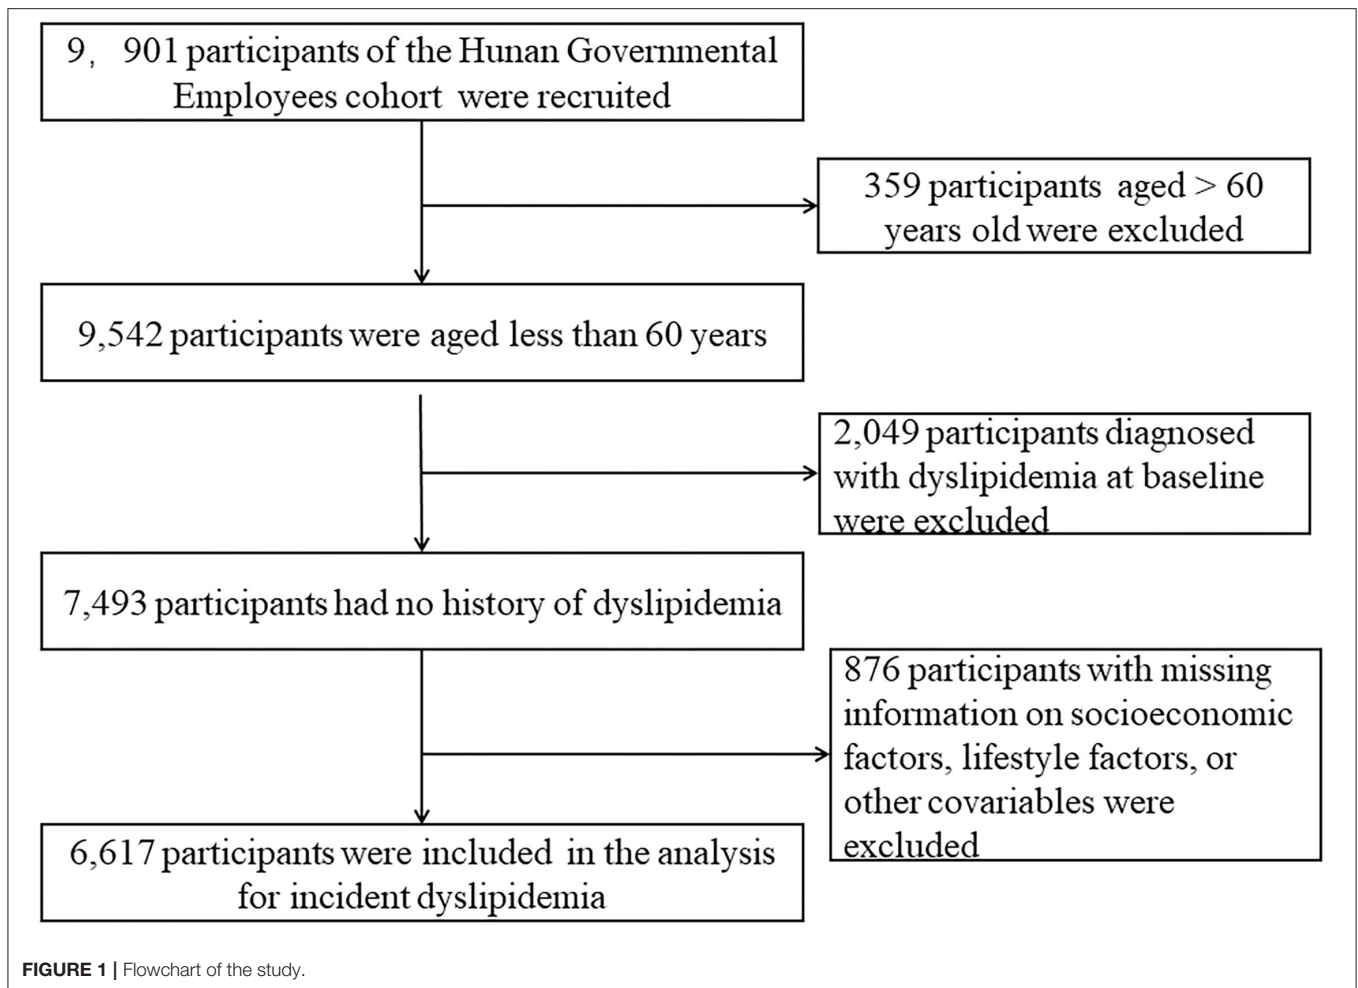 9， 901 participants of the Hunan Governmental
Employees cohort were recruited
359 participants aged > 60
years old were excluded
9,542 participants were aged less than 60 years
2,049 participants diagnosed
with dyslipidemia at baseline
were excluded
7,493 participants had no history of dyslipidemia
876 participants with missing
information on socioeconomic
factors, lifestyle factors, or
other covariables were
excluded
6,617 participants were included in the analysis
for incident dyslipidemia
FIGURE 1 | Flowchart of the study.